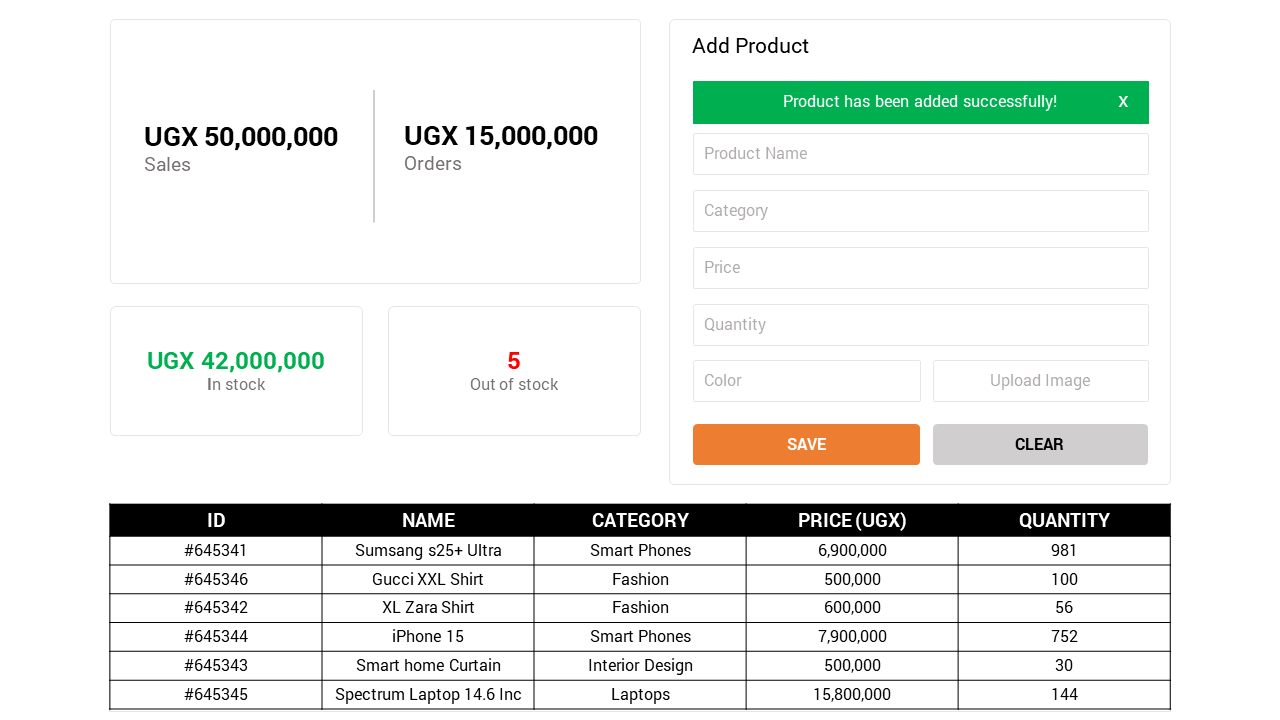 UGX 50,000,000
Sales
UGX 15,000,000
Orders
UGX 42,000,000
In stock
5
Out of stock
Add Product
Product has been added successfully! X
Product Name
Category
Price
Quantity
Color Upload Image
SAVE CLEAR
ID NAME CATEGORY PRICE (UGX) QUANTITY
#645341 Sumsang s25+ Ultra Smart Phones 6,900,000 981
#645346 Gucci XXL Shirt Fashion 500,000 100
#645342 XL Zara Shirt Fashion 600,000 56
#645344 iPhone 15 Smart Phones 7,900,000 752
#645343 Smart home Curtain Interior Design 500,000 30
#645345 Spectrum Laptop 14.6 Inc Laptops 15,800,000 144